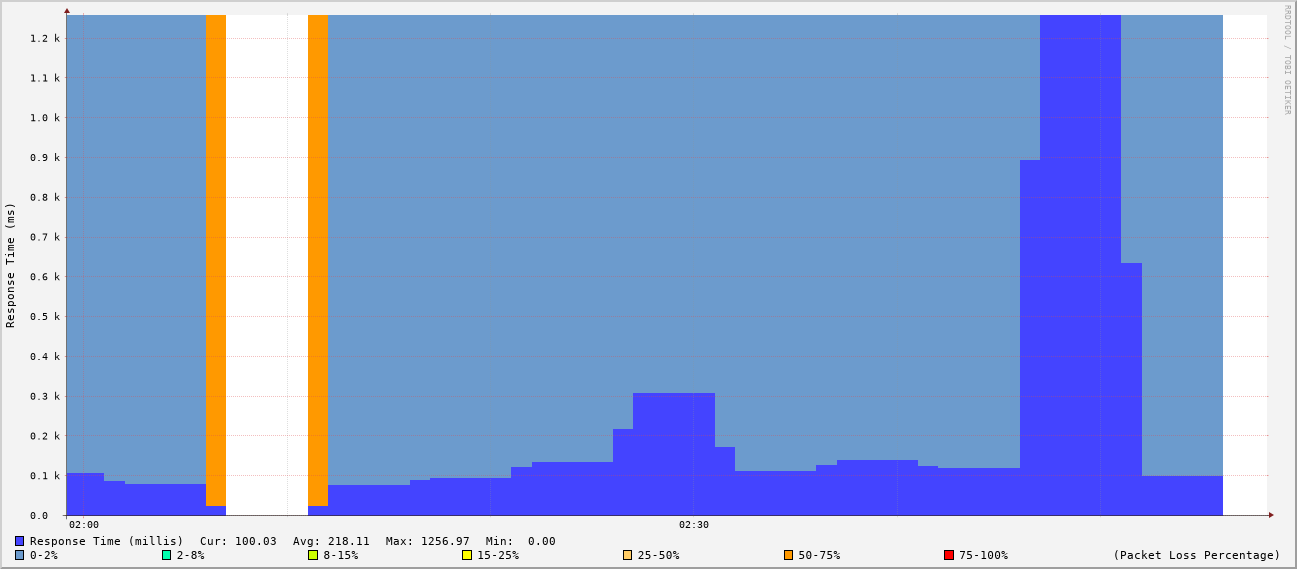 RRDTOOL / TOBI OETIKER
Response Time (ms)
1.2 k
1.1 k
1.0 k
0.9 k
0.8 k
0.7 k
0.6 k
0.5 k
0.4 k
0.3 k
0.2 k
0.1 k
0.0
02:00 02:30
Response Time (millis) Cur: 100.03 Avg: 218.11 Max: 1256.97 Min: 0.00
0-2% 2-8% 8-15% 15-25% 25-50% 50-75% 75-100% (Packet Loss Percentage)